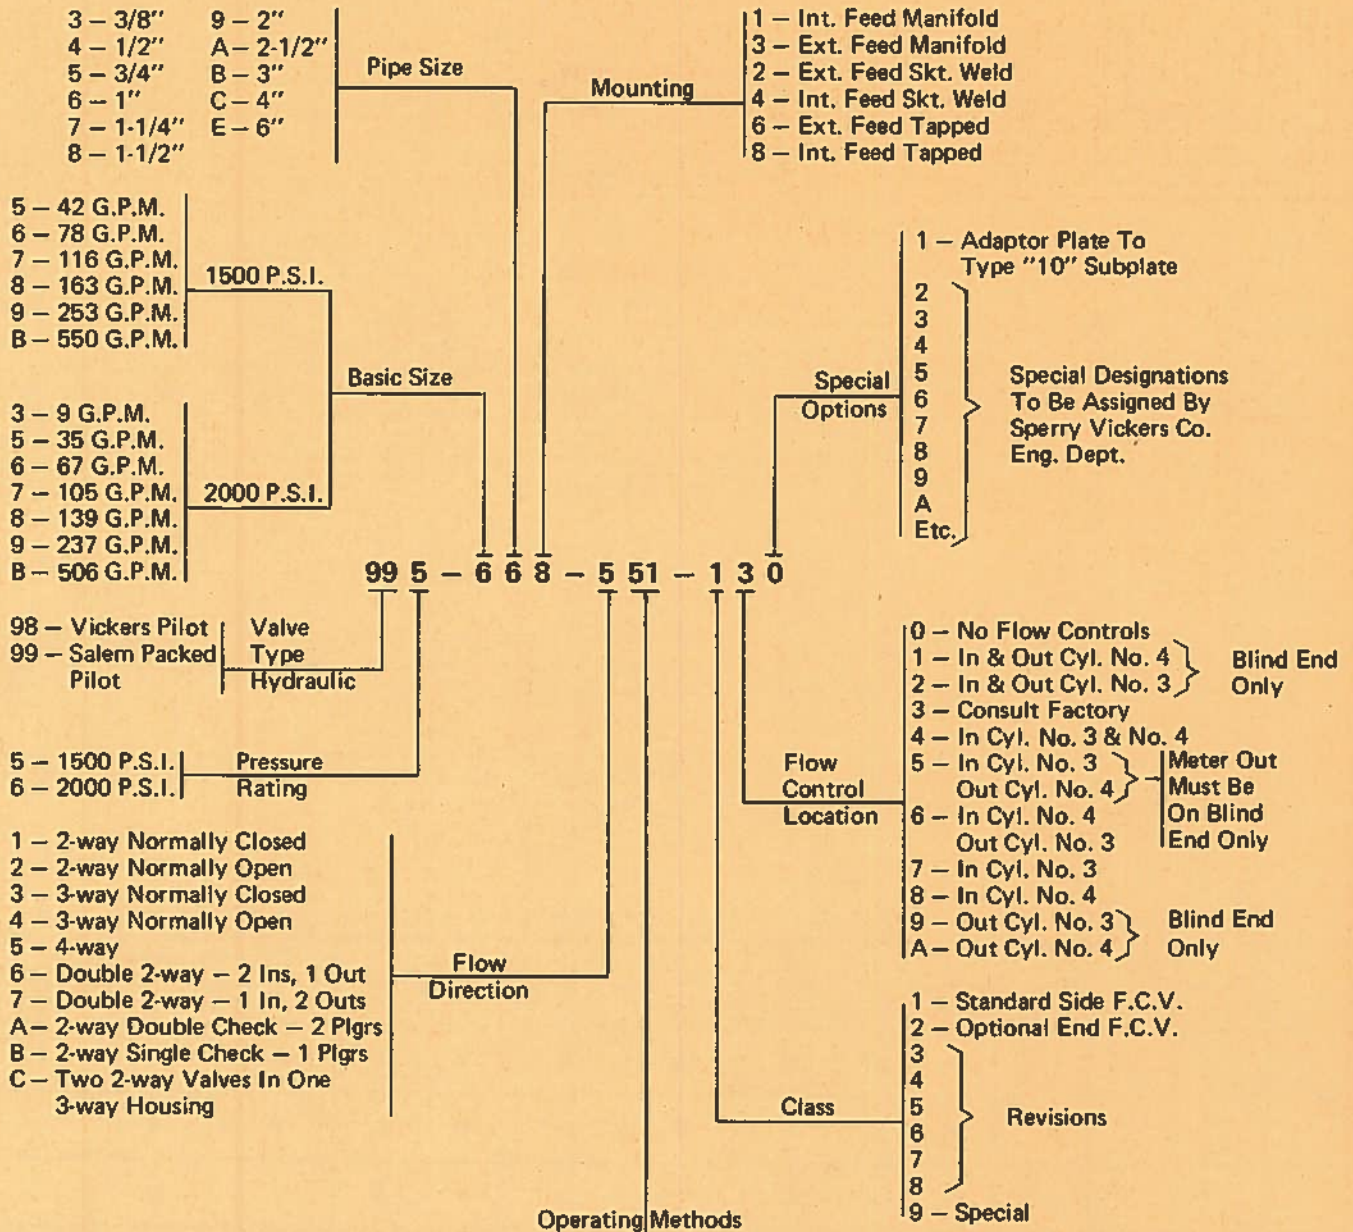 3 – 3/8"
4 – 1/2"
5 – 3/4"
6 – 1"
7 – 1-1/4"
8 – 1-1/2"
9 – 2"
A – 2-1/2"
B – 3"
C – 4"
E – 6"
Pipe Size
Mounting
1 – Int. Feed Manifold
3 – Ext. Feed Manifold
2 – Ext. Feed Skt. Weld
4 – Int. Feed Skt. Weld
6 – Ext. Feed Tapped
8 – Int. Feed Tapped
5 – 42 G.P.M.
6 – 78 G.P.M.
7 – 116 G.P.M.
8 – 163 G.P.M.
9 – 253 G.P.M.
B – 550 G.P.M.
1500 P.S.I.
Basic Size
3 – 9 G.P.M.
5 – 35 G.P.M.
6 – 67 G.P.M.
7 – 105 G.P.M.
8 – 139 G.P.M.
9 – 237 G.P.M.
B – 506 G.P.M.
2000 P.S.I.
Special
Options
1 – Adaptor Plate To
Type "10" Subplate
2
3
4
5
6
7
8
9
A
Etc.
Special Designations
To Be Assigned By
Sperry Vickers Co.
Eng. Dept.
99 5 – 6 6 8 – 5 51 – 1 3 0
98 – Vickers Pilot
99 – Salem Packed
Pilot
Valve
Type
Hydraulic
5 – 1500 P.S.I.
6 – 2000 P.S.I.
Pressure
Rating
1 – 2-way Normally Closed
2 – 2-way Normally Open
3 – 3-way Normally Closed
4 – 3-way Normally Open
5 – 4-way
6 – Double 2-way – 2 Ins, 1 Out
7 – Double 2-way – 1 In, 2 Outs
A – 2-way Double Check – 2 Plgrs
B – 2-way Single Check – 1 Plgrs
C – Two 2-way Valves In One
3-way Housing
Flow
Direction
Flow
Control
Location
0 – No Flow Controls
1 – In & Out Cyl. No. 4
2 – In & Out Cyl. No. 3
Blind End
Only
3 – Consult Factory
4 – In Cyl. No. 3 & No. 4
5 – In Cyl. No. 3
Out Cyl. No. 4
Meter Out
Must Be
On Blind
End Only
6 – In Cyl. No. 4
Out Cyl. No. 3
7 – In Cyl. No. 3
8 – In Cyl. No. 4
9 – Out Cyl. No. 3
A – Out Cyl. No. 4
Blind End
Only
Class
1 – Standard Side F.C.V.
2 – Optional End F.C.V.
3
4
5
6
7
8
Revisions
9 – Special
Operating Methods